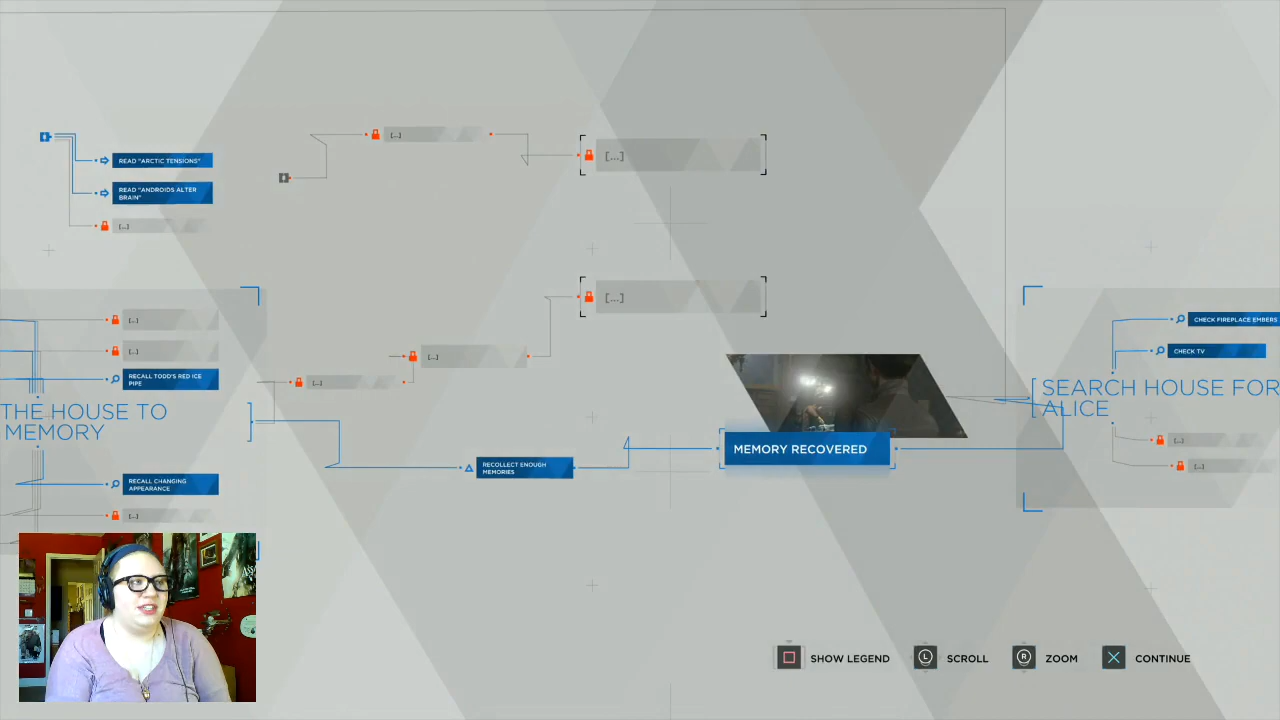 [...]
[...]
READ "ARCTIC TENSIONS"
READ "ANDROIDS ALTER
BRAIN"
[...]
[...]
[...]
[...]
RECALL TODD'S RED ICE
PIPE
THE HOUSE TO
MEMORY
[...]
[...]
RECOLLECT ENOUGH
MEMORIES
MEMORY RECOVERED
RECALL CHANGING
APPEARANCE
[...]
CHECK FIREPLACE EMBERS
CHECK TV
SEARCH HOUSE FOR
ALICE
[...]
[...]
SHOW LEGEND
L
SCROLL
R
ZOOM
CONTINUE